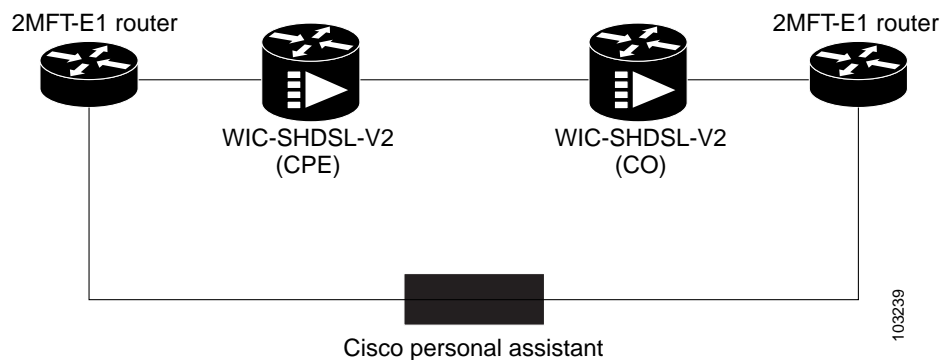 2MFT-E1 router
2MFT-E1 router
WIC-SHDSL-V2
(CPE)
WIC-SHDSL-V2
(CO)
Cisco personal assistant
103239